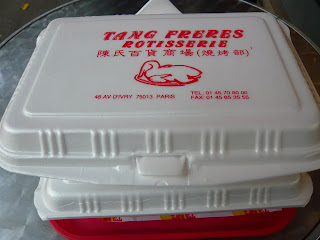 TANG FRERES
ROTISSERIE
陳氏百貨商場(燒烤部)
48 AV D'IVRY 75013 PARIS
TEL: 01 45 70 80 00
FAX: 01 45 85 35 55